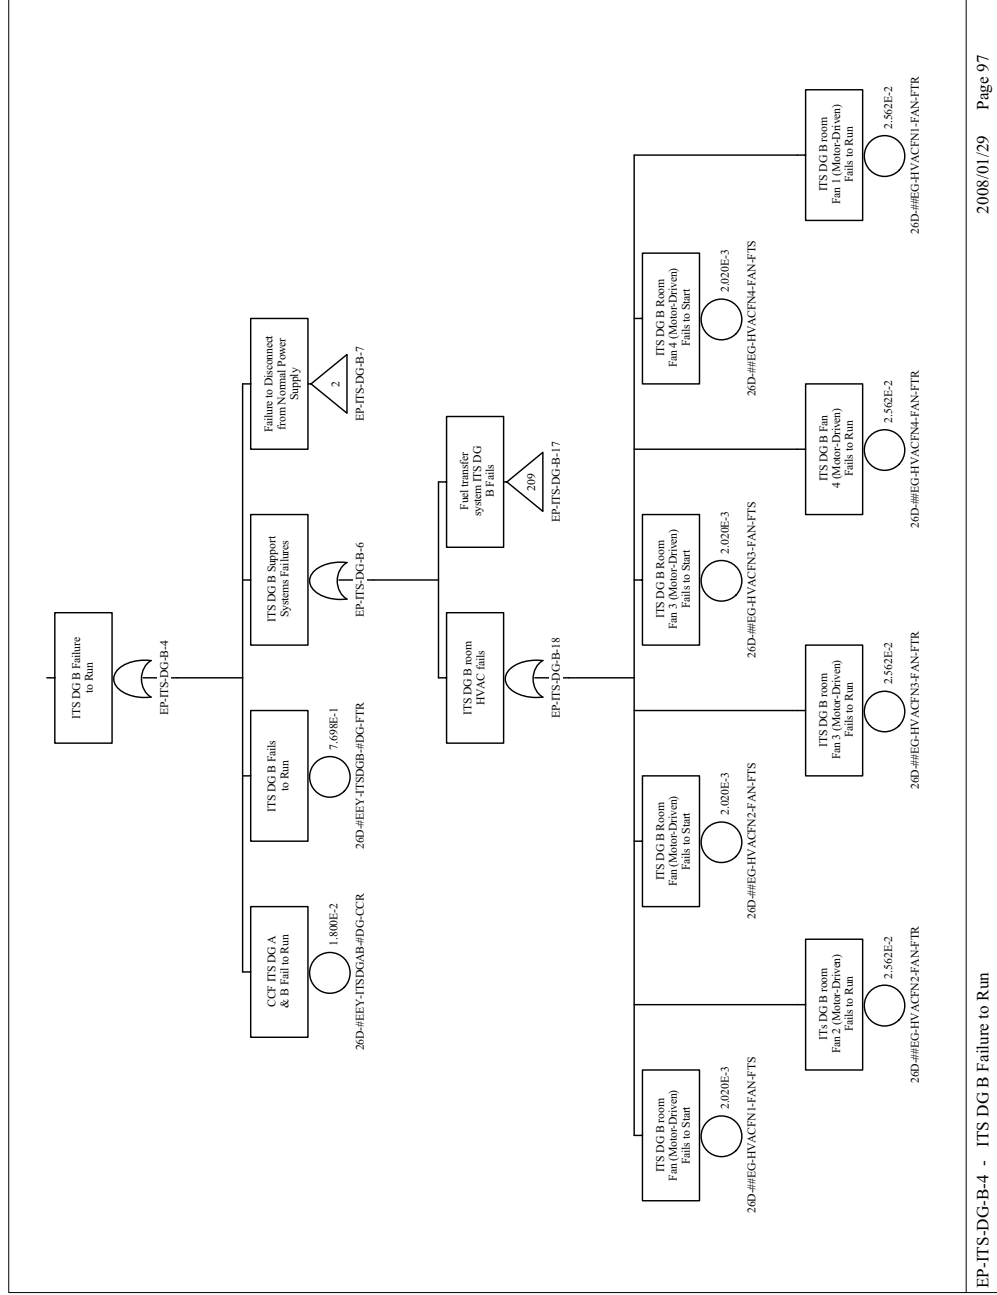 ITS DG B Failure
to Run
EP-ITS-DG-B-4
CCF ITS DG A
& B Fail to Run
1.800E-2
26D-#EEY-ITSDGAB-#DG-CCR
ITS DG B Fails
to Run
7.698E-1
26D-#EEY-ITSDGB-#DG-FTR
ITS DG B Support
Systems Failures
EP-ITS-DG-B-6
Failure to Disconnect
from Normal Power
Supply
2
EP-ITS-DG-B-7
ITS DG B room
HVAC fails
EP-ITS-DG-B-18
Fuel transfer
system ITS DG
B Fails
209
EP-ITS-DG-B-17
ITS DG B room
Fan (Motor-Driven)
Fails to Start
2.020E-3
26D-##EG-HVACFN1-FAN-FTS
ITS DG B Room
Fan (Motor-Driven)
Fails to Start
2.020E-3
26D-##EG-HVACFN2-FAN-FTS
ITS DG B Room
Fan 3 (Motor-Driven)
Fails to Start
2.020E-3
26D-##EG-HVACFN3-FAN-FTS
ITS DG B Room
Fan 4 (Motor-Driven)
Fails to Start
2.020E-3
26D-##EG-HVACFN4-FAN-FTS
ITs DG B room
Fan 2 (Motor-Driven)
Fails to Run
2.562E-2
26D-##EG-HVACFN2-FAN-FTR
ITS DG B room
Fan 3 (Motor-Driven)
Fails to Run
2.562E-2
26D-##EG-HVACFN3-FAN-FTR
ITS DG B Fan
4 (Motor-Driven)
Fails to Run
2.562E-2
26D-##EG-HVACFN4-FAN-FTR
ITS DG B room
Fan 1 (Motor-Driven)
Fails to Run
2.562E-2
26D-##EG-HVACFN1-FAN-FTR
EP-ITS-DG-B-4 - ITS DG B Failure to Run
2008/01/29 Page 97